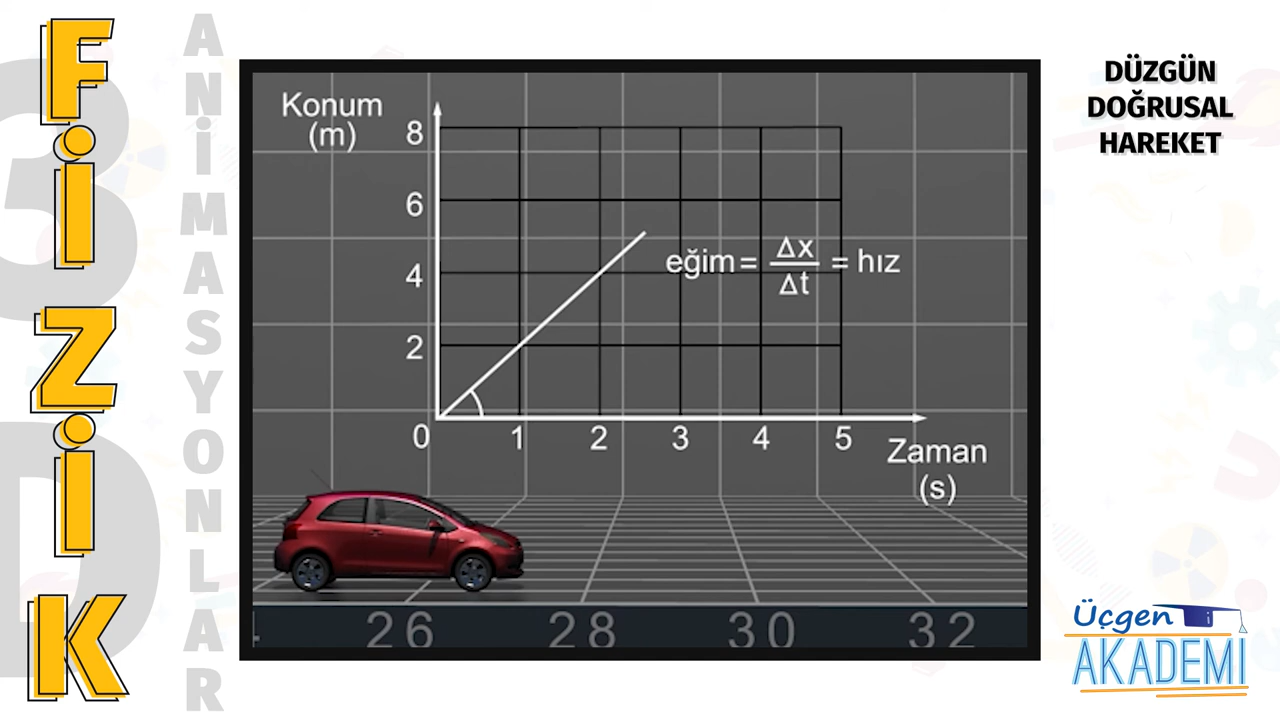 FİZİK
3D
ANİMASYONLAR
DÜZGÜN
DOĞRUSAL
HAREKET
Konum
(m)
8
6
4
2
0 1 2 3 4 5
eğim = Δx/Δt = hız
Zaman
(s)
26 28 30 32
Üçgen
AKADEMİ